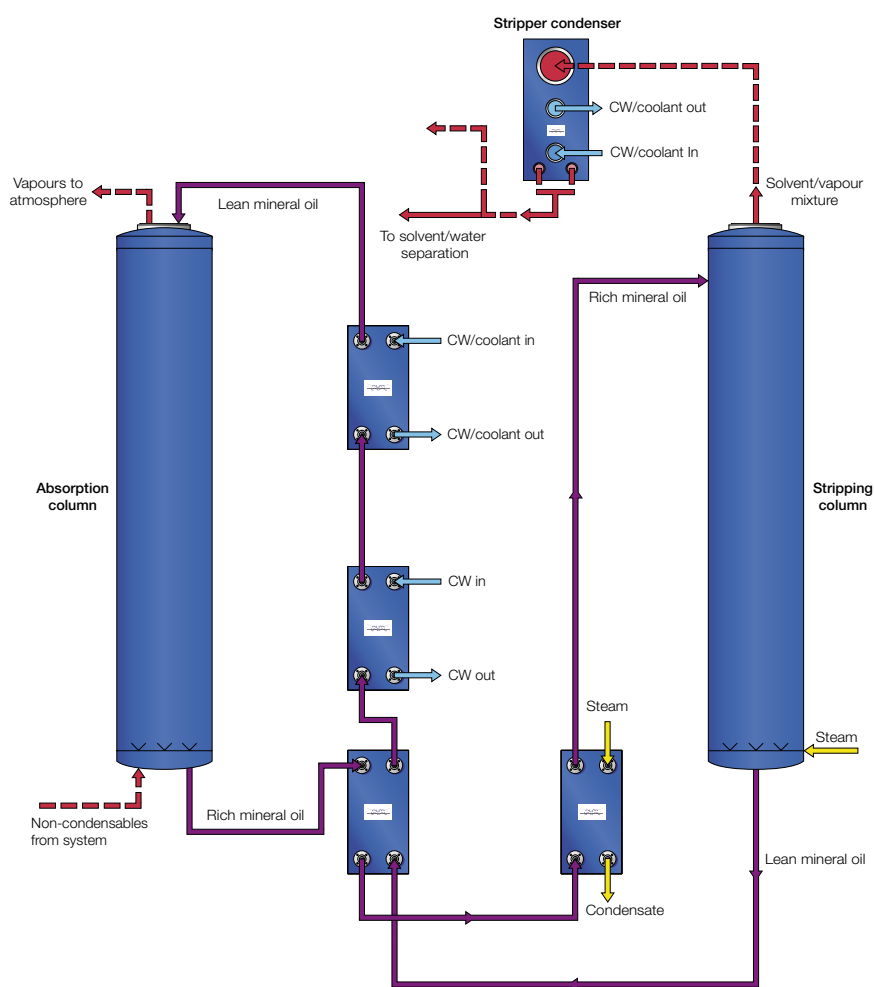 Stripper condenser
CW/coolant out
CW/coolant In
Vapours to
atmosphere
Lean mineral oil
Solvent/vapour
mixture
To solvent/water
separation
Rich mineral oil
CW/coolant in
CW/coolant out
Absorption
column
Stripping
column
CW in
CW out
Steam
Steam
Rich mineral oil
Non-condensables
from system
Lean mineral oil
Condensate